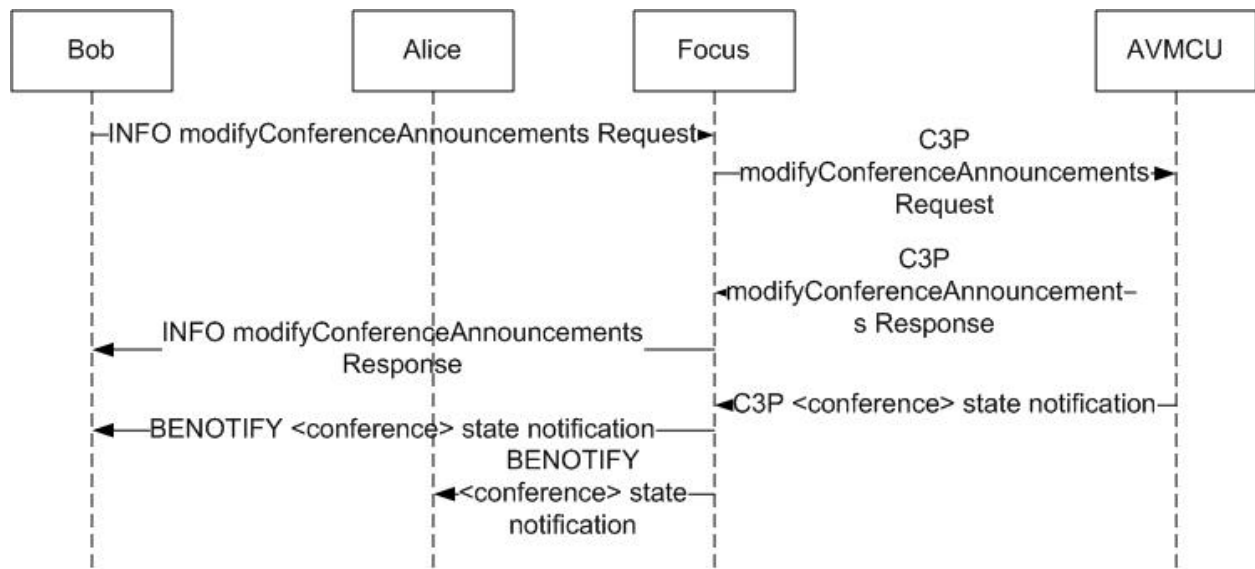 Bob
Alice
Focus
AVMCU
INFO modifyConferenceAnnouncements Request
C3P
modifyConferenceAnnouncements
Request
C3P
modifyConferenceAnnouncement
s Response
INFO modifyConferenceAnnouncements
Response
C3P <conference> state notification
BENOTIFY <conference> state notification
BENOTIFY
<conference> state
notification